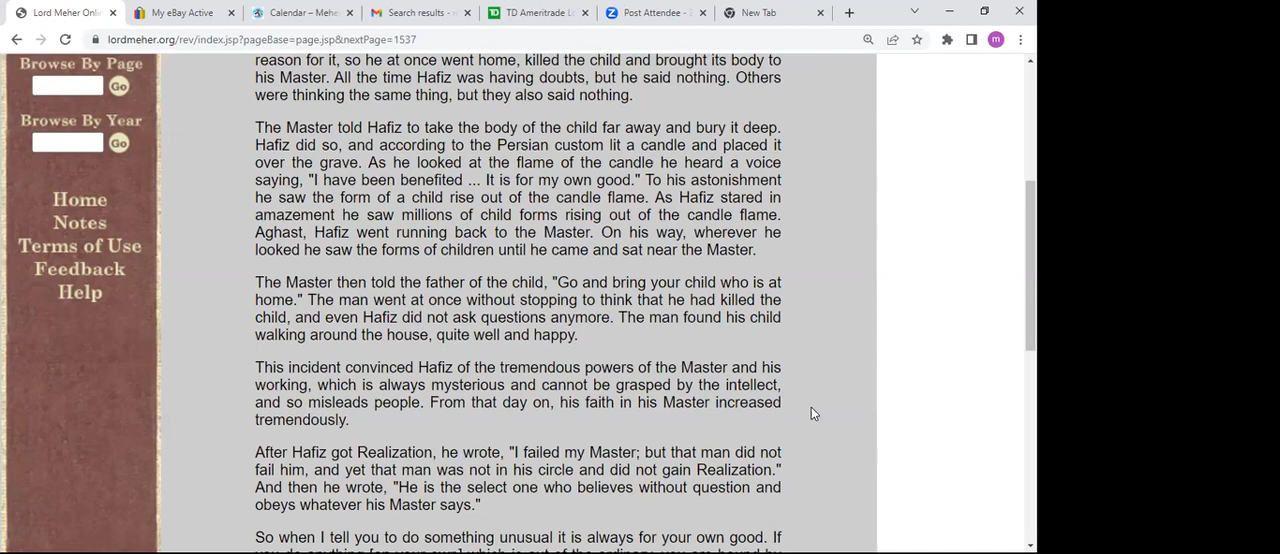 Lord Meher Onli
My eBay Active
Calendar – Mehe
Search results -
TD Ameritrade L
Post Attendee - Z
New Tab
lordmeher.org/rev/index.jsp?pageBase=page.jsp&nextPage=1537
m
Browse By Page
Go
Browse By Year
Go
Home
Notes
Terms of Use
Feedback
Help
reason for it, so he at once went home, killed the child and brought its body to
his Master. All the time Hafiz was having doubts, but he said nothing. Others
were thinking the same thing, but they also said nothing.
The Master told Hafiz to take the body of the child far away and bury it deep.
Hafiz did so, and according to the Persian custom lit a candle and placed it
over the grave. As he looked at the flame of the candle he heard a voice
saying, "I have been benefited ... It is for my own good." To his astonishment
he saw the form of a child rise out of the candle flame. As Hafiz stared in
amazement he saw millions of child forms rising out of the candle flame.
Aghast, Hafiz went running back to the Master. On his way, wherever he
looked he saw the forms of children until he came and sat near the Master.
The Master then told the father of the child, "Go and bring your child who is at
home." The man went at once without stopping to think that he had killed the
child, and even Hafiz did not ask questions anymore. The man found his child
walking around the house, quite well and happy.
This incident convinced Hafiz of the tremendous powers of the Master and his
working, which is always mysterious and cannot be grasped by the intellect,
and so misleads people. From that day on, his faith in his Master increased
tremendously.
After Hafiz got Realization, he wrote, "I failed my Master; but that man did not
fail him, and yet that man was not in his circle and did not gain Realization."
And then he wrote, "He is the select one who believes without question and
obeys whatever his Master says."
So when I tell you to do something unusual it is always for your own good. If
you do anything [on your own] which is out of the ordinary, you are bound by